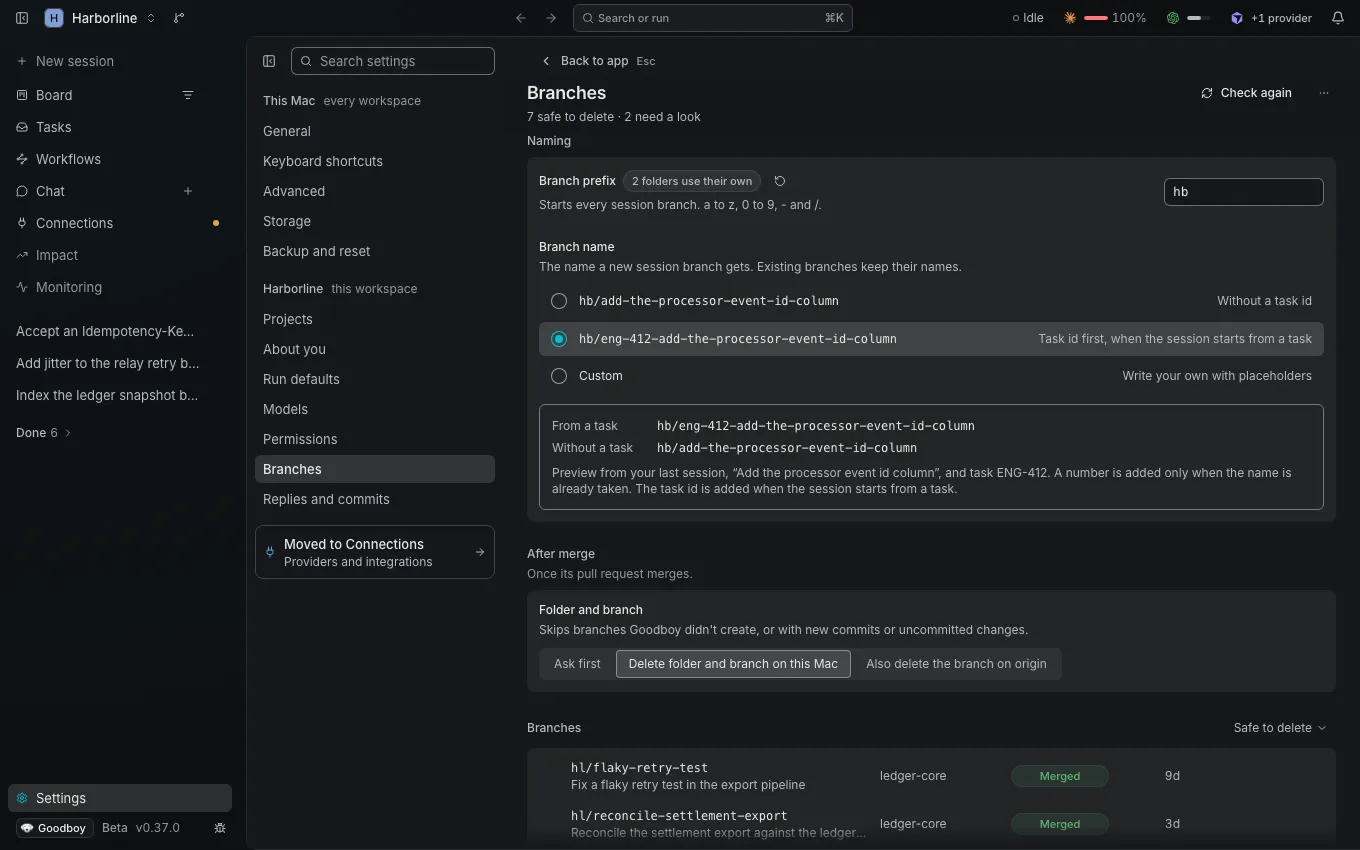 H Harborline
Search or run ⌘K
Idle
100%
+1 provider
New session
Board
Tasks
Workflows
Chat
Connections
Impact
Monitoring
Accept an Idempotency-Ke...
Add jitter to the relay retry b...
Index the ledger snapshot b...
Done 6
Settings
Goodboy Beta v0.37.0
Search settings
This Mac every workspace
General
Keyboard shortcuts
Advanced
Storage
Backup and reset
Harborline this workspace
Projects
About you
Run defaults
Models
Permissions
Branches
Replies and commits
Moved to Connections
Providers and integrations
Back to app Esc
Branches
Check again
7 safe to delete · 2 need a look
Naming
Branch prefix 2 folders use their own
hb
Starts every session branch. a to z, 0 to 9, - and /.
Branch name
The name a new session branch gets. Existing branches keep their names.
hb/add-the-processor-event-id-column Without a task id
hb/eng-412-add-the-processor-event-id-column Task id first, when the session starts from a task
Custom Write your own with placeholders
From a task hb/eng-412-add-the-processor-event-id-column
Without a task hb/add-the-processor-event-id-column
Preview from your last session, “Add the processor event id column”, and task ENG-412. A number is added only when the name is
already taken. The task id is added when the session starts from a task.
After merge
Once its pull request merges.
Folder and branch
Skips branches Goodboy didn't create, or with new commits or uncommitted changes.
Ask first Delete folder and branch on this Mac Also delete the branch on origin
Branches Safe to delete
hl/flaky-retry-test
Fix a flaky retry test in the export pipeline
ledger-core Merged 9d
hl/reconcile-settlement-export
Reconcile the settlement export against the ledger...
ledger-core Merged 3d